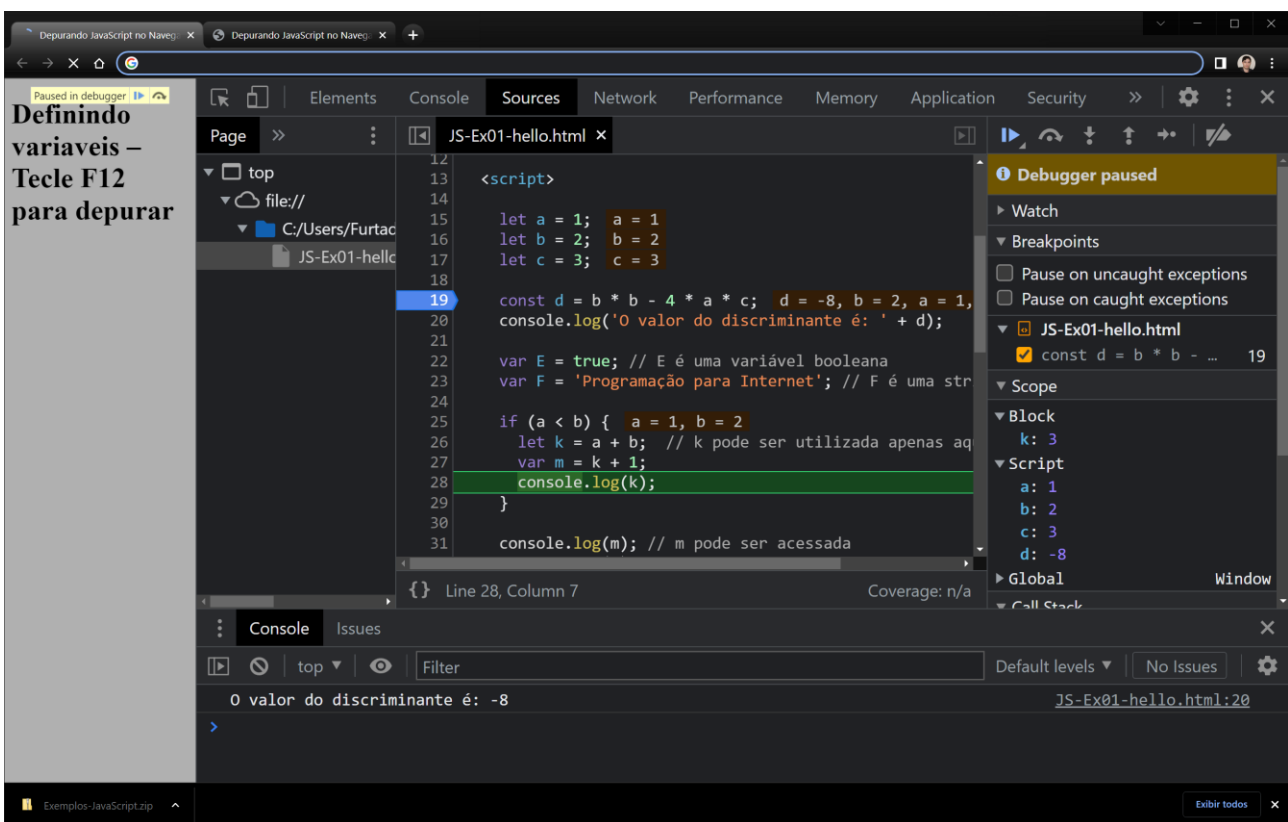 Depurando JavaScript no Naveg
Depurando JavaScript no Naveg
Paused in debugger
Definindo
variaveis –
Tecle F12
para depurar
Elements Console Sources Network Performance Memory Application Security
Page
JS-Ex01-hello.html
top
file://
C:/Users/Furtad
JS-Ex01-hello
12
13 <script>
14
15 let a = 1; a = 1
16 let b = 2; b = 2
17 let c = 3; c = 3
18
19 const d = b * b - 4 * a * c; d = -8, b = 2, a = 1,
20 console.log('O valor do discriminante é: ' + d);
21
22 var E = true; // E é uma variável booleana
23 var F = 'Programação para Internet'; // F é uma str
24
25 if (a < b) { a = 1, b = 2
26 let k = a + b; // k pode ser utilizada apenas aq
27 var m = k + 1;
28 console.log(k);
29 }
30
31 console.log(m); // m pode ser acessada
{} Line 28, Column 7 Coverage: n/a
Debugger paused
Watch
Breakpoints
Pause on uncaught exceptions
Pause on caught exceptions
JS-Ex01-hello.html
const d = b * b - … 19
Scope
Block
k: 3
Script
a: 1
b: 2
c: 3
d: -8
Global Window
Call Stack
Console Issues
top Filter Default levels No Issues
O valor do discriminante é: -8 JS-Ex01-hello.html:20
Exemplos-JavaScript.zip
Exibir todos